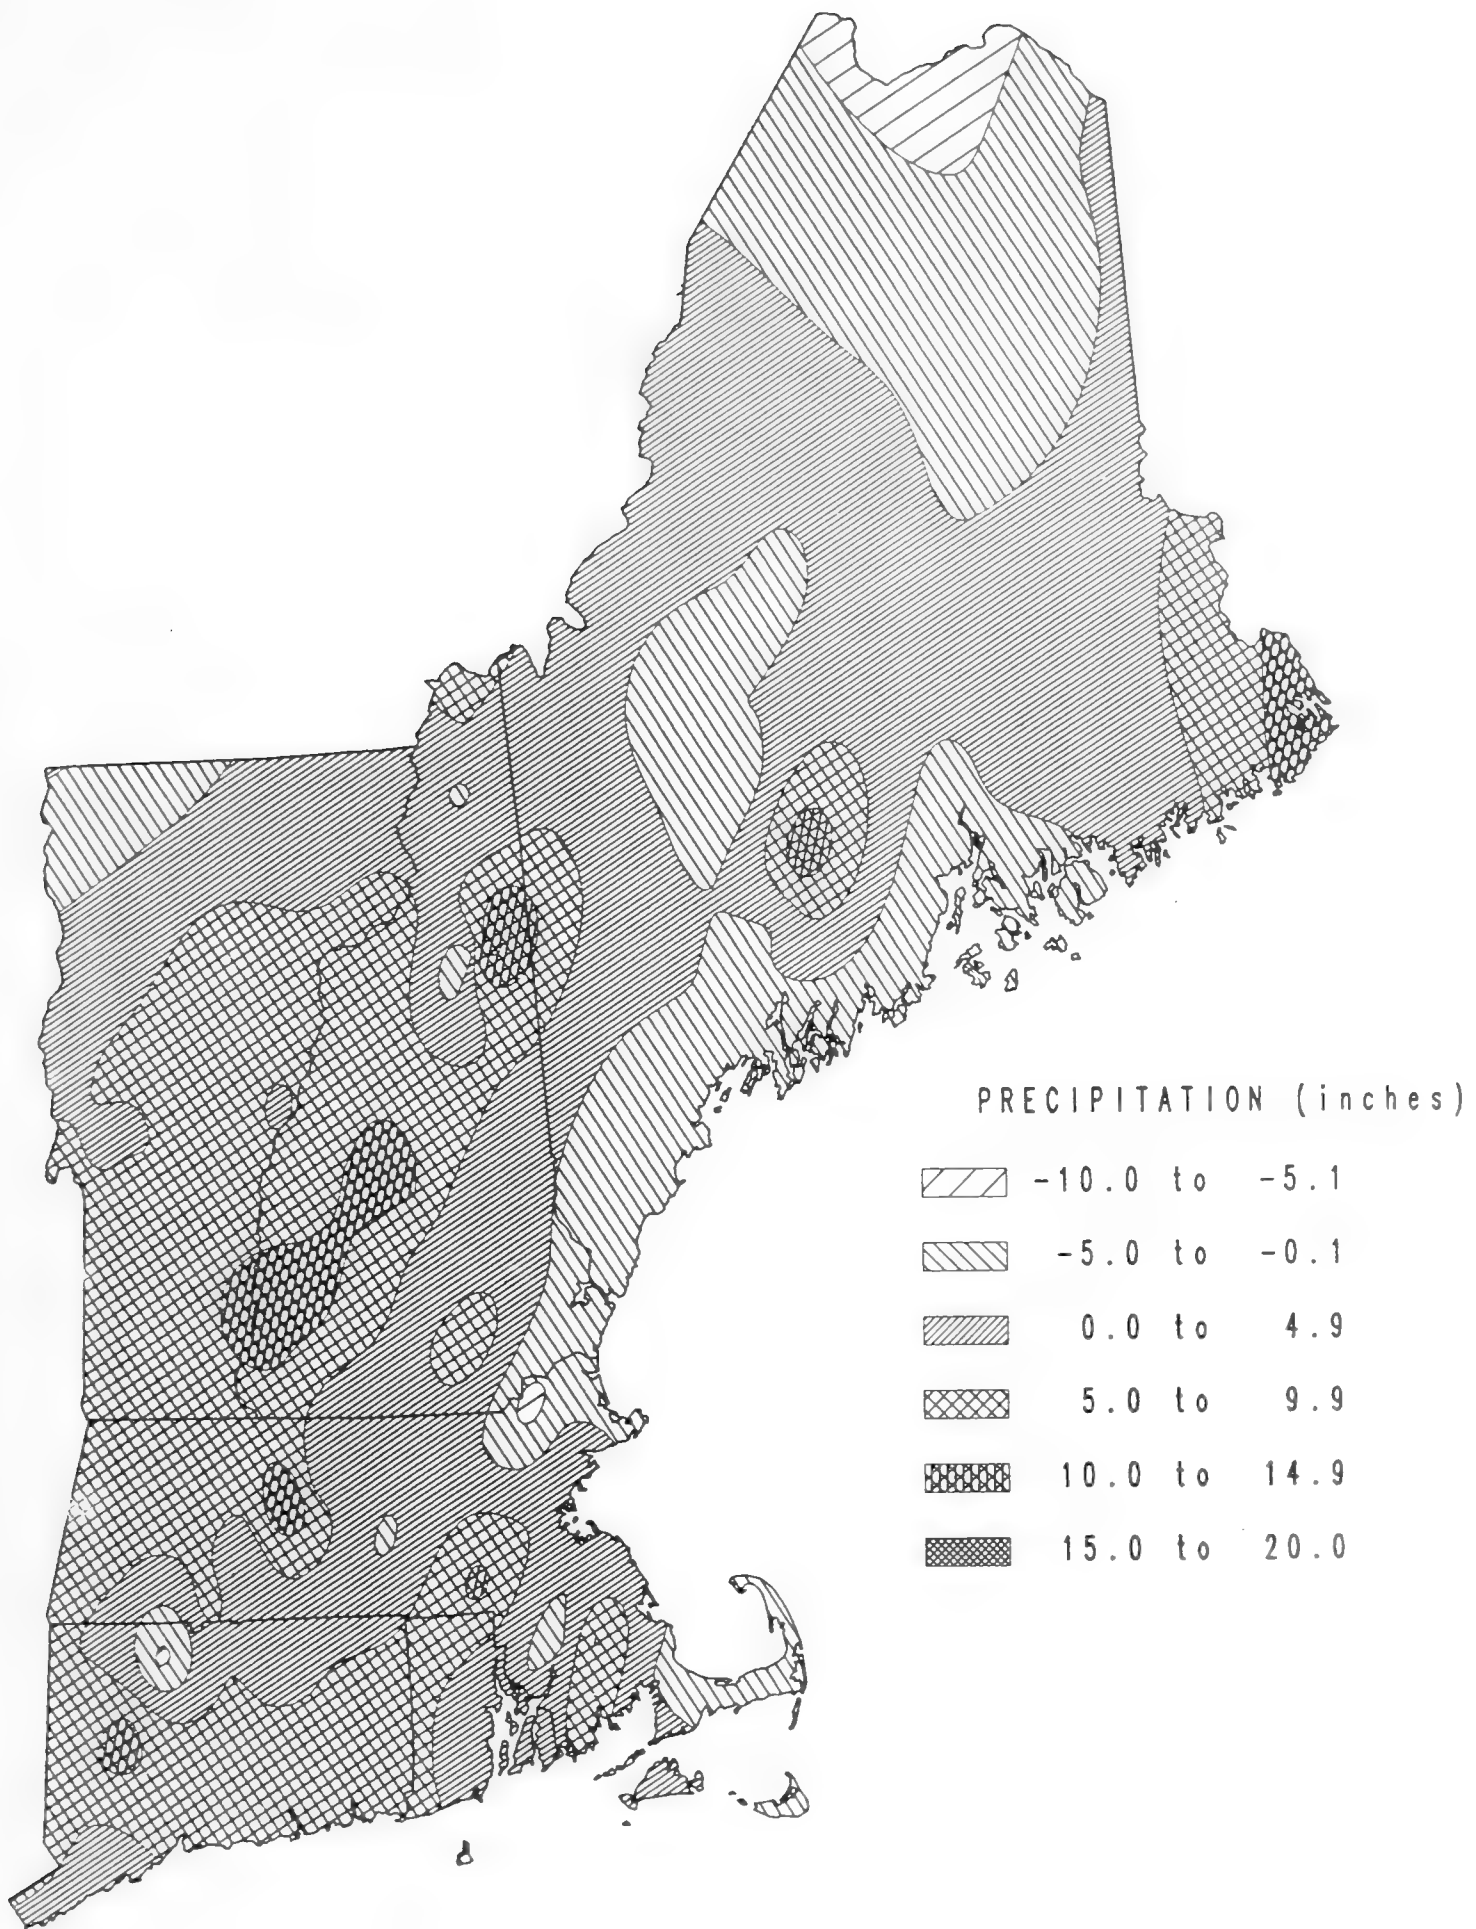 PRECIPITATION (inches)
-10.0 to -5.1
-5.0 to -0.1
0.0 to 4.9
5.0 to 9.9
10.0 to 14.9
15.0 to 20.0